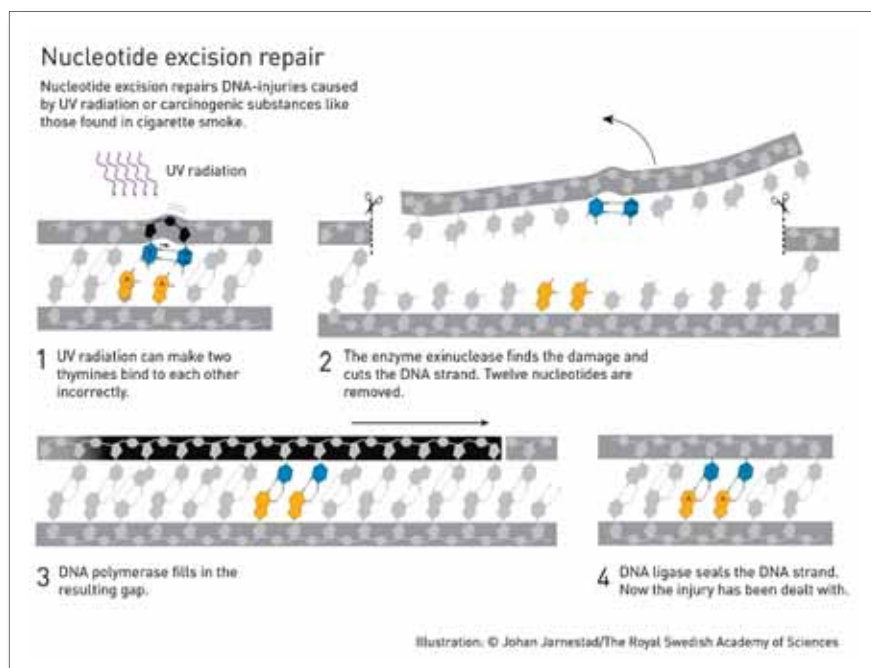 Nucleotide excision repair
Nucleotide excision repairs DNA-injuries caused
by UV radiation or carcinogenic substances like
those found in cigarette smoke.
UV radiation
1 UV radiation can make two
thymines bind to each other
incorrectly.
2 The enzyme exinuclease finds the damage and
cuts the DNA strand. Twelve nucleotides are
removed.
3 DNA polymerase fills in the
resulting gap.
4 DNA ligase seals the DNA strand.
Now the injury has been dealt with.
Illustration: © Johan Jarnestad/The Royal Swedish Academy of Sciences